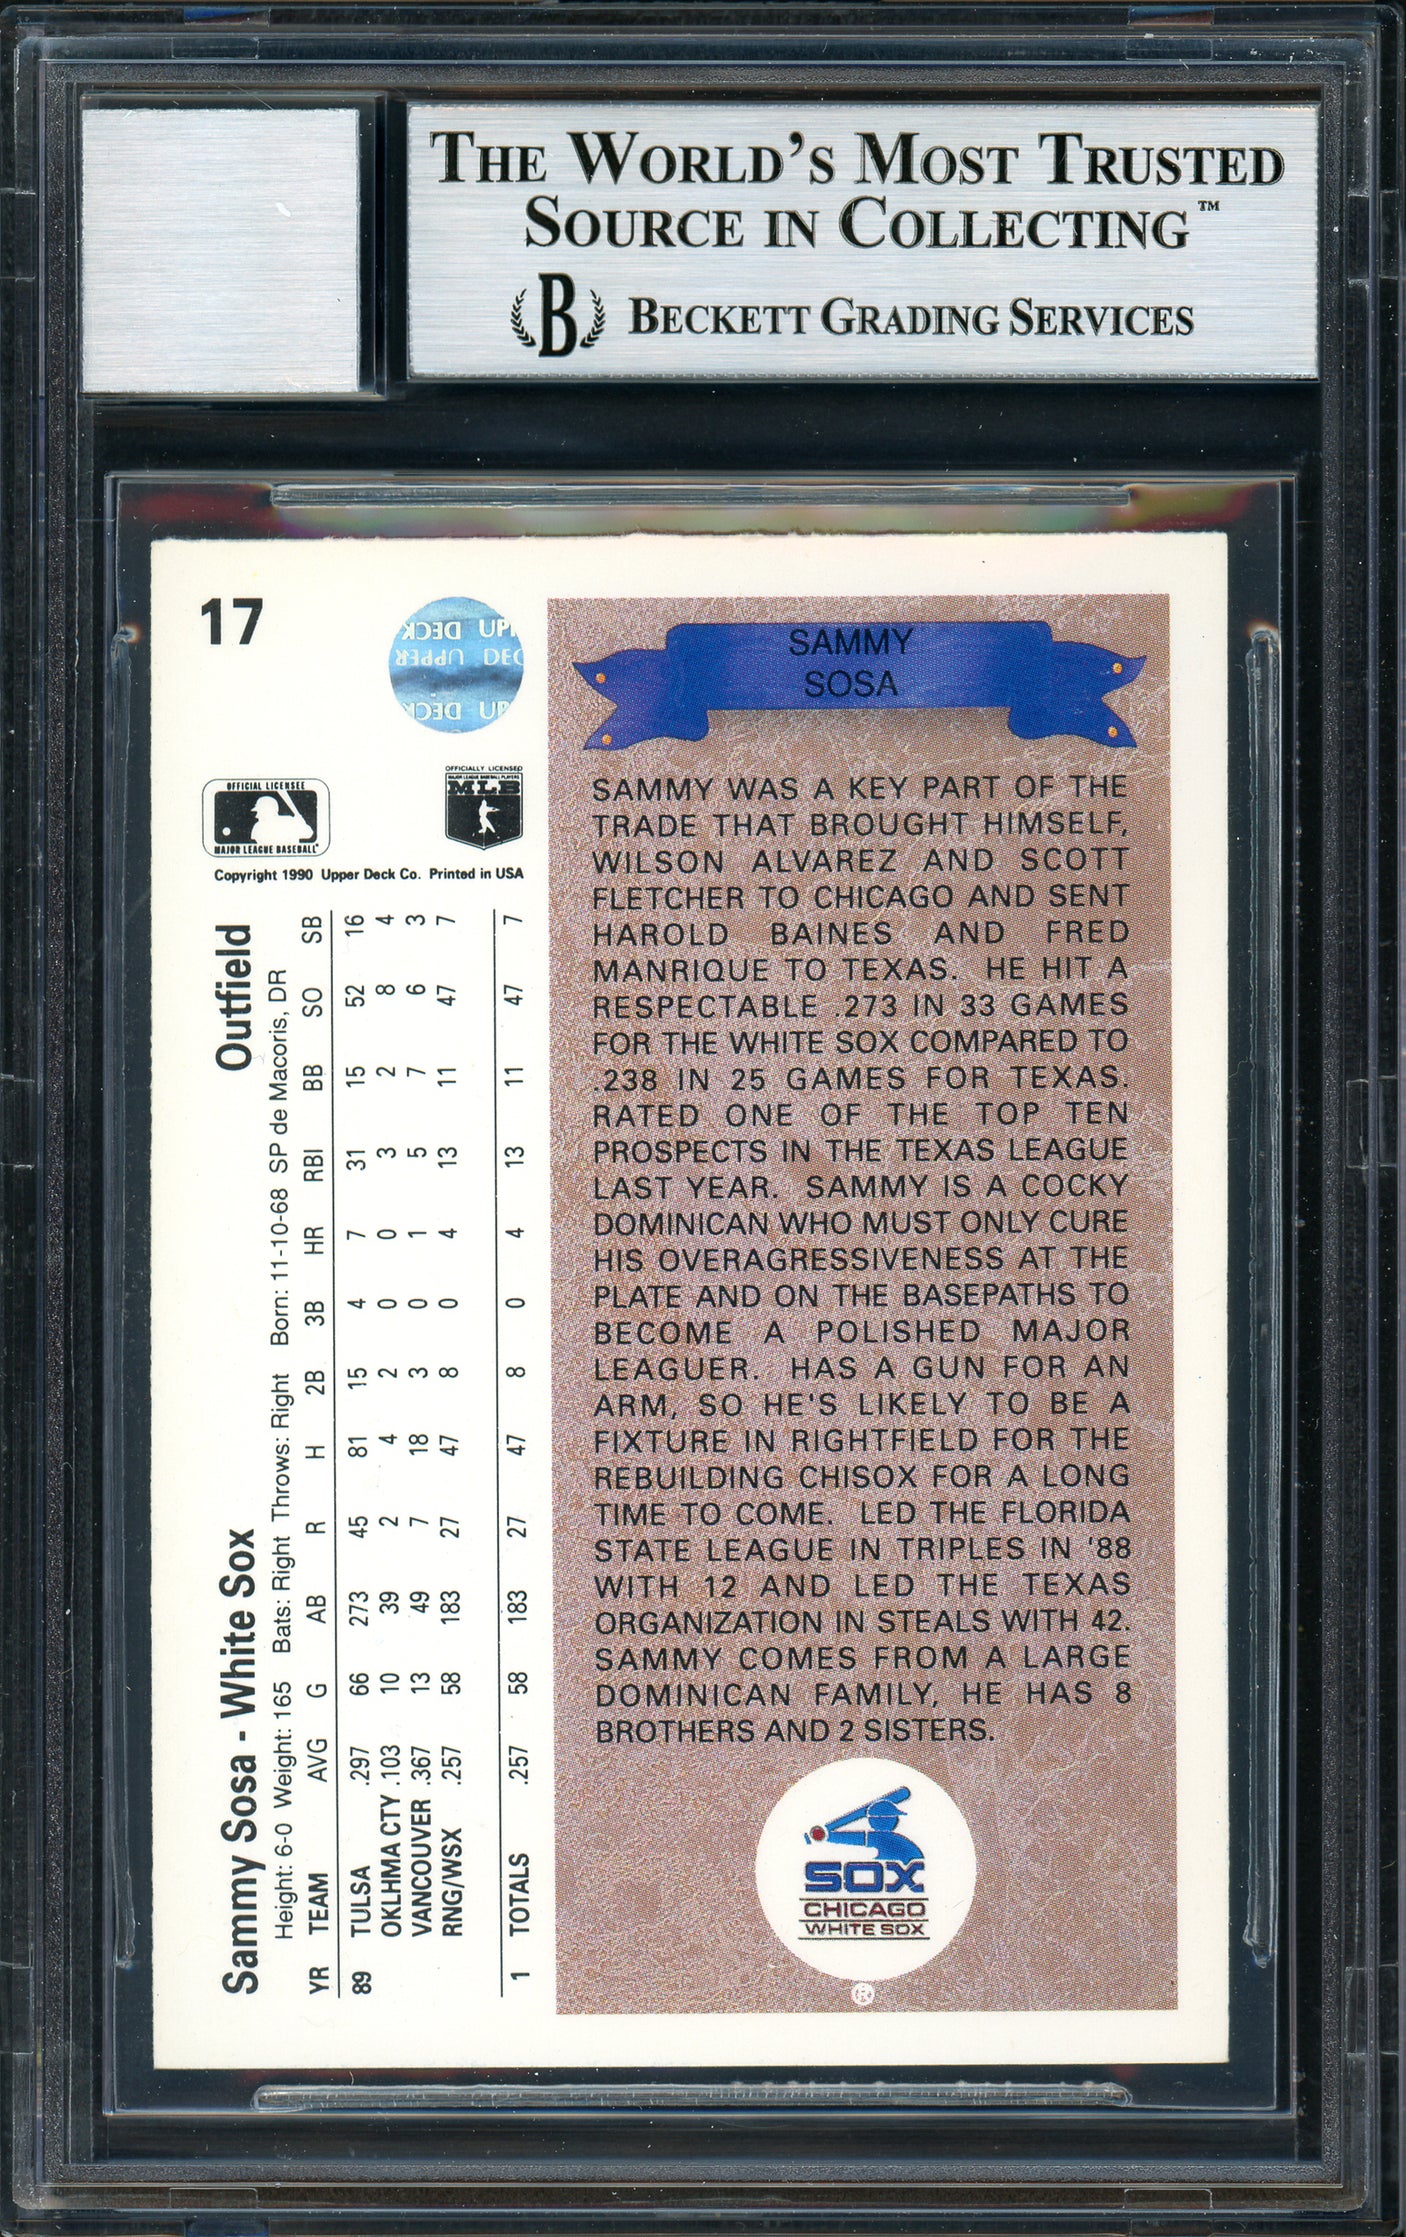 THE WORLD'S MOST TRUSTED
SOURCE IN COLLECTING™
B BECKETT GRADING SERVICES
17
DECK UPP
UPPER DEC
DECK UP
OFFICIAL LICENSEE
MAJOR LEAGUE BASEBALL
OFFICIALLY LICENSED
MAJOR LEAGUE BASEBALL PLAYERS
MLB
Copyright 1990 Upper Deck Co. Printed in USA
Sammy Sosa - White Sox Outfield
Height: 6-0 Weight: 165 Bats: Right Throws: Right Born: 11-10-68 SP de Macoris, DR
YR TEAM AVG G AB R H 2B 3B HR RBI BB SO SB
89 TULSA .297 66 273 45 81 15 4 7 31 15 52 16
OKLHMA CTY .103 10 39 2 4 2 0 0 3 2 8 4
VANCOUVER .367 13 49 7 18 3 0 1 5 7 6 3
RNG/WSX .257 58 183 27 47 8 0 4 13 11 47 7
1 TOTALS .257 58 183 27 47 8 0 4 13 11 47 7
SAMMY
SOSA
SAMMY WAS A KEY PART OF THE
TRADE THAT BROUGHT HIMSELF,
WILSON ALVAREZ AND SCOTT
FLETCHER TO CHICAGO AND SENT
HAROLD BAINES AND FRED
MANRIQUE TO TEXAS. HE HIT A
RESPECTABLE .273 IN 33 GAMES
FOR THE WHITE SOX COMPARED TO
.238 IN 25 GAMES FOR TEXAS.
RATED ONE OF THE TOP TEN
PROSPECTS IN THE TEXAS LEAGUE
LAST YEAR. SAMMY IS A COCKY
DOMINICAN WHO MUST ONLY CURE
HIS OVERAGRESSIVENESS AT THE
PLATE AND ON THE BASEPATHS TO
BECOME A POLISHED MAJOR
LEAGUER. HAS A GUN FOR AN
ARM, SO HE'S LIKELY TO BE A
FIXTURE IN RIGHTFIELD FOR THE
REBUILDING CHISOX FOR A LONG
TIME TO COME. LED THE FLORIDA
STATE LEAGUE IN TRIPLES IN '88
WITH 12 AND LED THE TEXAS
ORGANIZATION IN STEALS WITH 42.
SAMMY COMES FROM A LARGE
DOMINICAN FAMILY, HE HAS 8
BROTHERS AND 2 SISTERS.
SOX
CHICAGO
WHITE SOX
®